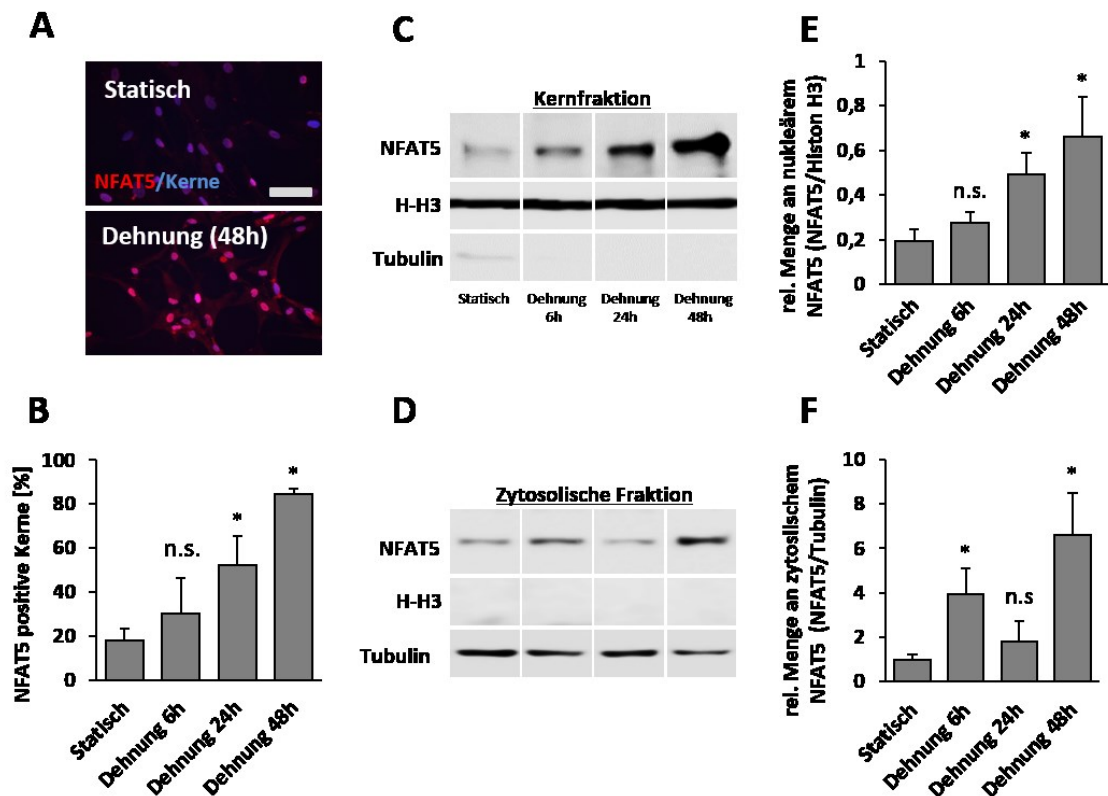 A
Statisch
NFAT5/Kerne
Dehnung (48h)
B
NFAT5 positive Kerne [%]
100
80
60
40
20
0
n.s.
*
*
Statisch
Dehnung 6h
Dehnung 24h
Dehnung 48h
C
Kernfraktion
NFAT5
H-H3
Tubulin
Statisch
Dehnung 6h
Dehnung 24h
Dehnung 48h
D
Zytosolische Fraktion
NFAT5
H-H3
Tubulin
E
rel. Menge an nukleärem
NFAT5 (NFAT5/Histon H3)
1
0,8
0,6
0,4
0,2
0
n.s.
*
*
Statisch
Dehnung 6h
Dehnung 24h
Dehnung 48h
F
rel. Menge an zytoslischem
NFAT5 (NFAT5/Tubulin)
10
8
6
4
2
0
*
n.s
*
Statisch
Dehnung 6h
Dehnung 24h
Dehnung 48h